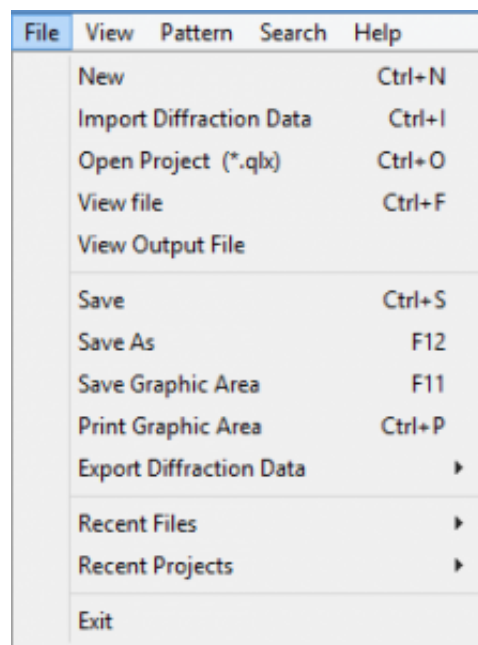 File View Pattern Search Help
New Ctrl+N
Import Diffraction Data Ctrl+I
Open Project (*.qlx) Ctrl+O
View file Ctrl+F
View Output File
Save Ctrl+S
Save As F12
Save Graphic Area F11
Print Graphic Area Ctrl+P
Export Diffraction Data
Recent Files
Recent Projects
Exit